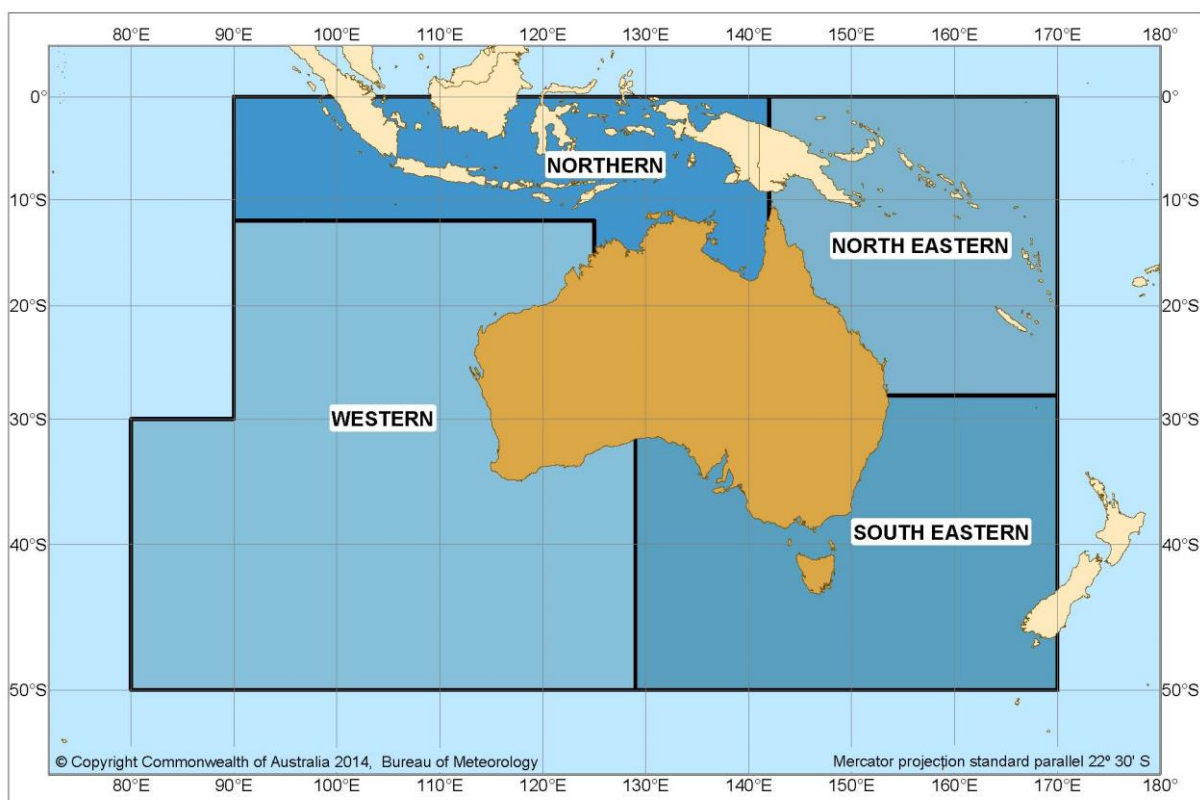 80°E 90°E 100°E 110°E 120°E 130°E 140°E 150°E 160°E 170°E 180°
0° 0°
NORTHERN
10°S 10°S
NORTH EASTERN
20°S 20°S
WESTERN
30°S 30°S
SOUTH EASTERN
40°S 40°S
50°S 50°S
© Copyright Commonwealth of Australia 2014, Bureau of Meteorology Mercator projection standard parallel 22° 30' S
80°E 90°E 100°E 110°E 120°E 130°E 140°E 150°E 160°E 170°E 180°